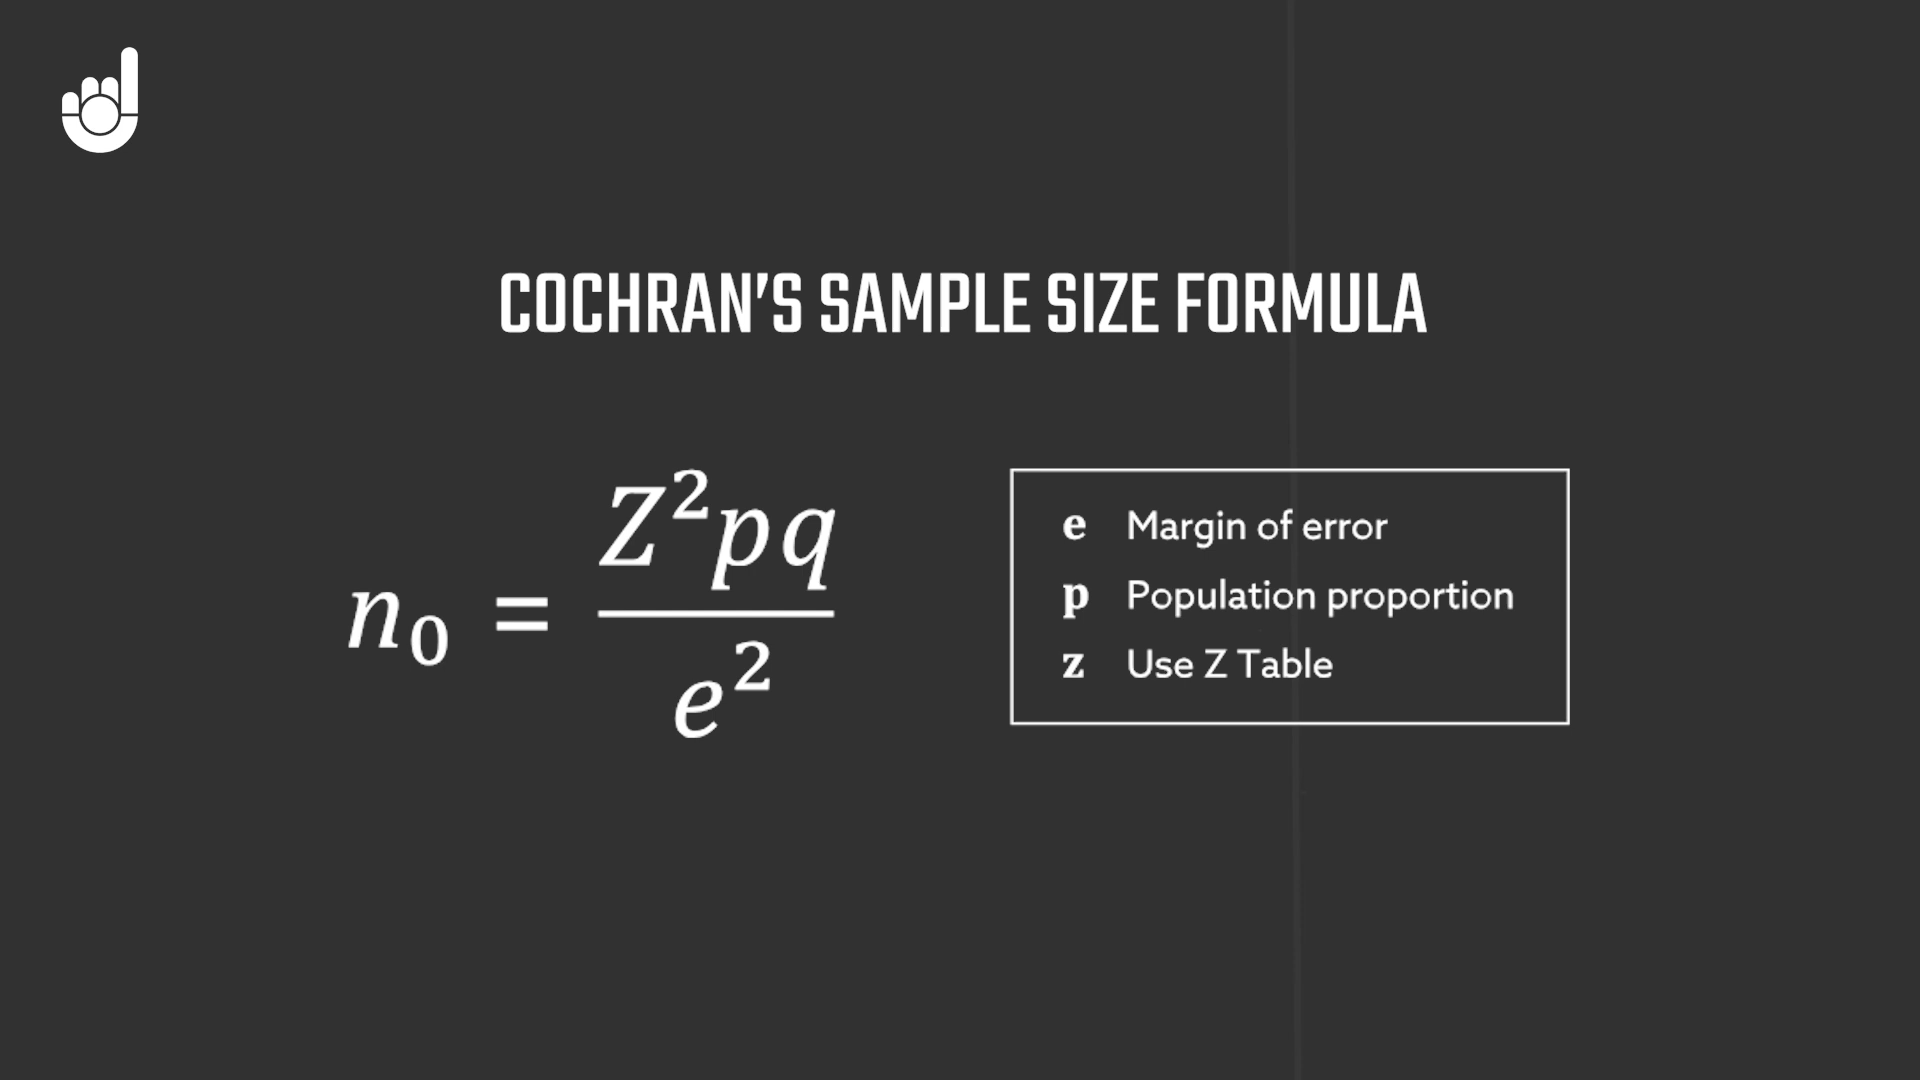 COCHRAN'S SAMPLE SIZE FORMULA
n₀ = Z²pq / e²
e Margin of error
p Population proportion
z Use Z Table